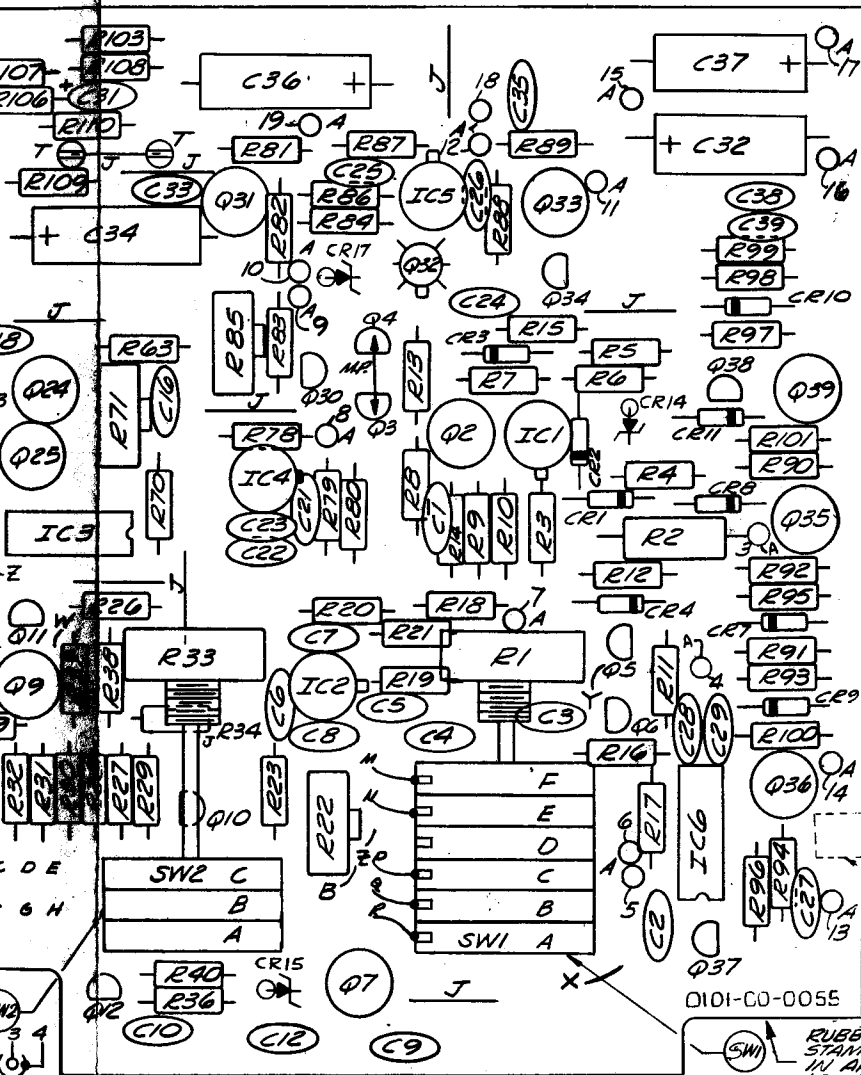 R103
R107
R108
R106
+ C31
R110
T J T
J
R109
C33
+ C34
J
C36 +
J
18
C35
C37 +
A
17
15
A
19 A
R81
R87
A
12
R89
+ C32
A
16
Q31
R82
C25
R86
R84
IC5
C26
R88
Q33
A
11
C38
C39
R99
R98
CR10
R97
10
A
CR17
A
9
Q32
C24
Q34
J
R85
R83
Q4
MP
Q3
Q30
J
CR3
R15
R7
R5
R6
R13
Q38
Q39
R63
Q24
R71
C16
Q25
R70
IC3
R78
8
A
IC4
C21
R79
R80
C23
C22
Q2
IC1
CR2
CR14
CR11
R101
R90
R8
C1
R14
R9
R10
R3
R4
CR1
CR8
Q35
R2
3
A
R12
R92
R95
CR4
CR7
J
R26
Q11
W
Q9
R38
R33
R20
R18
7
A
C7
R21
R1
IC2
R19
C6
C5
C8
C4
C3
Y
Q5
Q6
R11
A
4
R91
R93
CR9
C28
C29
R100
J
R34
R32
R31
R27
R29
Q10
R23
R22
B
Z
M
N
P
R
F
E
D
C
B
SW1 A
R16
R17
6
A
5
IC6
Q36
A
14
R96
R94
C27
A
13
C2
Q37
C D E
G H
SW2 C
B
A
X
R40
R36
CR15
Q7
J
Q12
C10
C12
C9
3 4
0101-00-0055
SW1
RUBBE
STAM
IN A